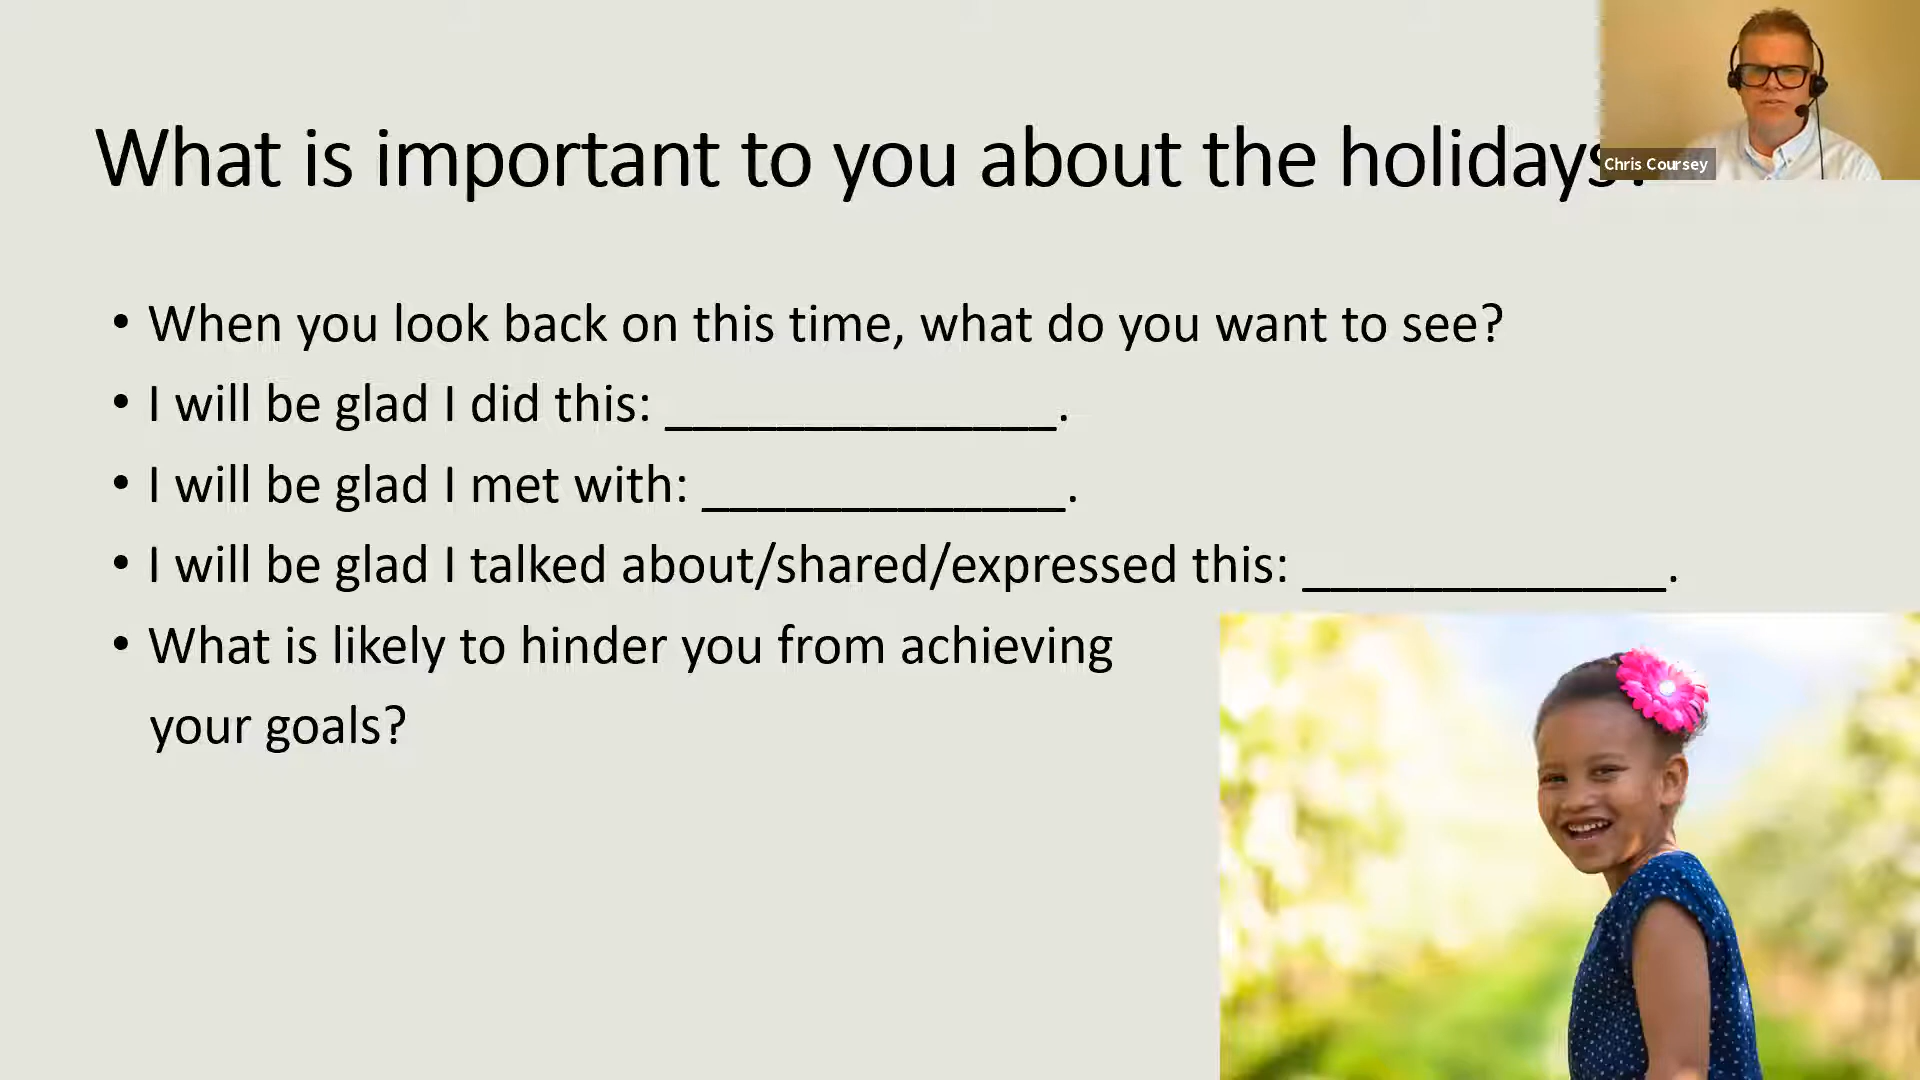 What is important to you about the holidays?
Chris Coursey
• When you look back on this time, what do you want to see?
• I will be glad I did this: ______________.
• I will be glad I met with: _____________.
• I will be glad I talked about/shared/expressed this: _____________.
• What is likely to hinder you from achieving
your goals?